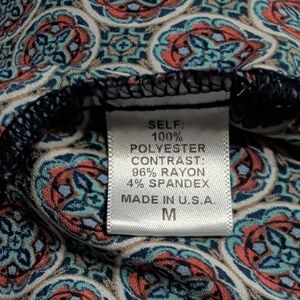 SELF:
100%
POLYESTER
CONTRAST:
96% RAYON
4% SPANDEX
MADE IN U.S.A.
M